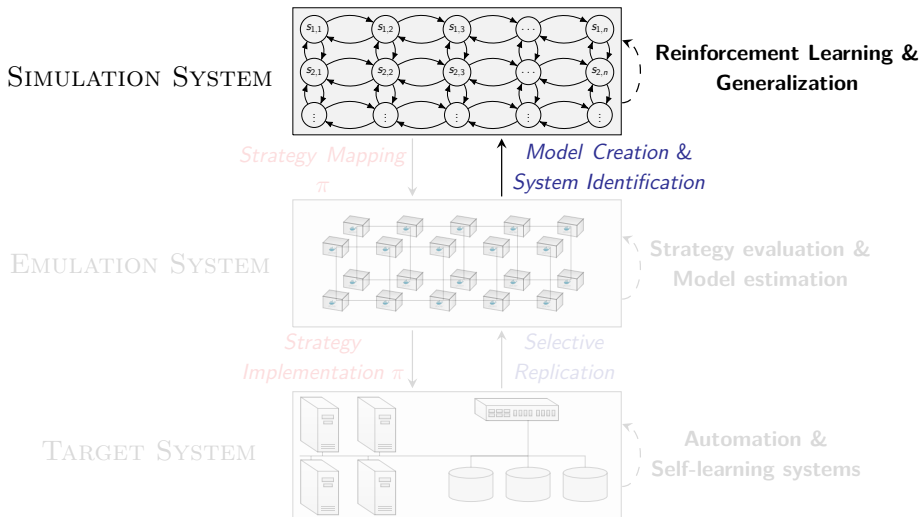 s1,1 s1,2 s1,3 ... s1,n
Reinforcement Learning &
Generalization
SIMULATION SYSTEM
s2,1 s2,2 s2,3 ... s2,n
⋮ ⋮ ⋮ ⋮ ⋮
Strategy Mapping
π
Model Creation &
System Identification
EMULATION SYSTEM
Strategy evaluation &
Model estimation
Strategy
Implementation π
Selective
Replication
TARGET SYSTEM
Automation &
Self-learning systems